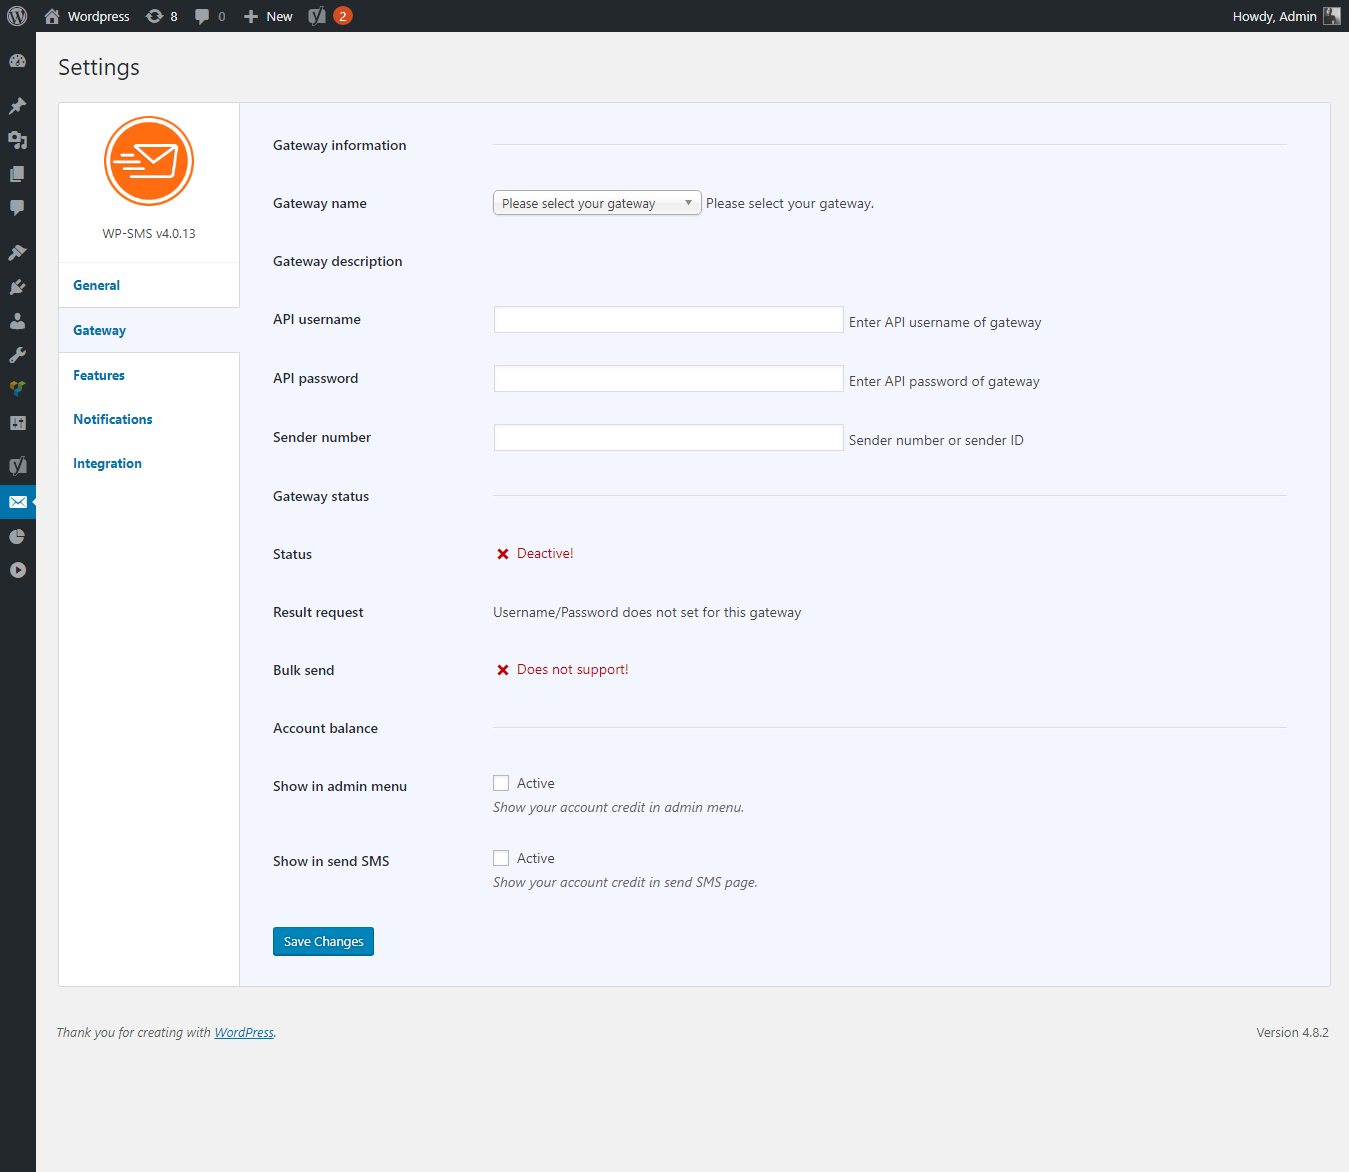 Wordpress 8 0 New 2 Howdy, Admin
Settings
WP-SMS v4.0.13
General
Gateway
Features
Notifications
Integration
Gateway information
Gateway name Please select your gateway Please select your gateway.
Gateway description
API username Enter API username of gateway
API password Enter API password of gateway
Sender number Sender number or sender ID
Gateway status
Status Deactive!
Result request Username/Password does not set for this gateway
Bulk send Does not support!
Account balance
Show in admin menu Active
Show your account credit in admin menu.
Show in send SMS Active
Show your account credit in send SMS page.
Save Changes
Thank you for creating with WordPress. Version 4.8.2